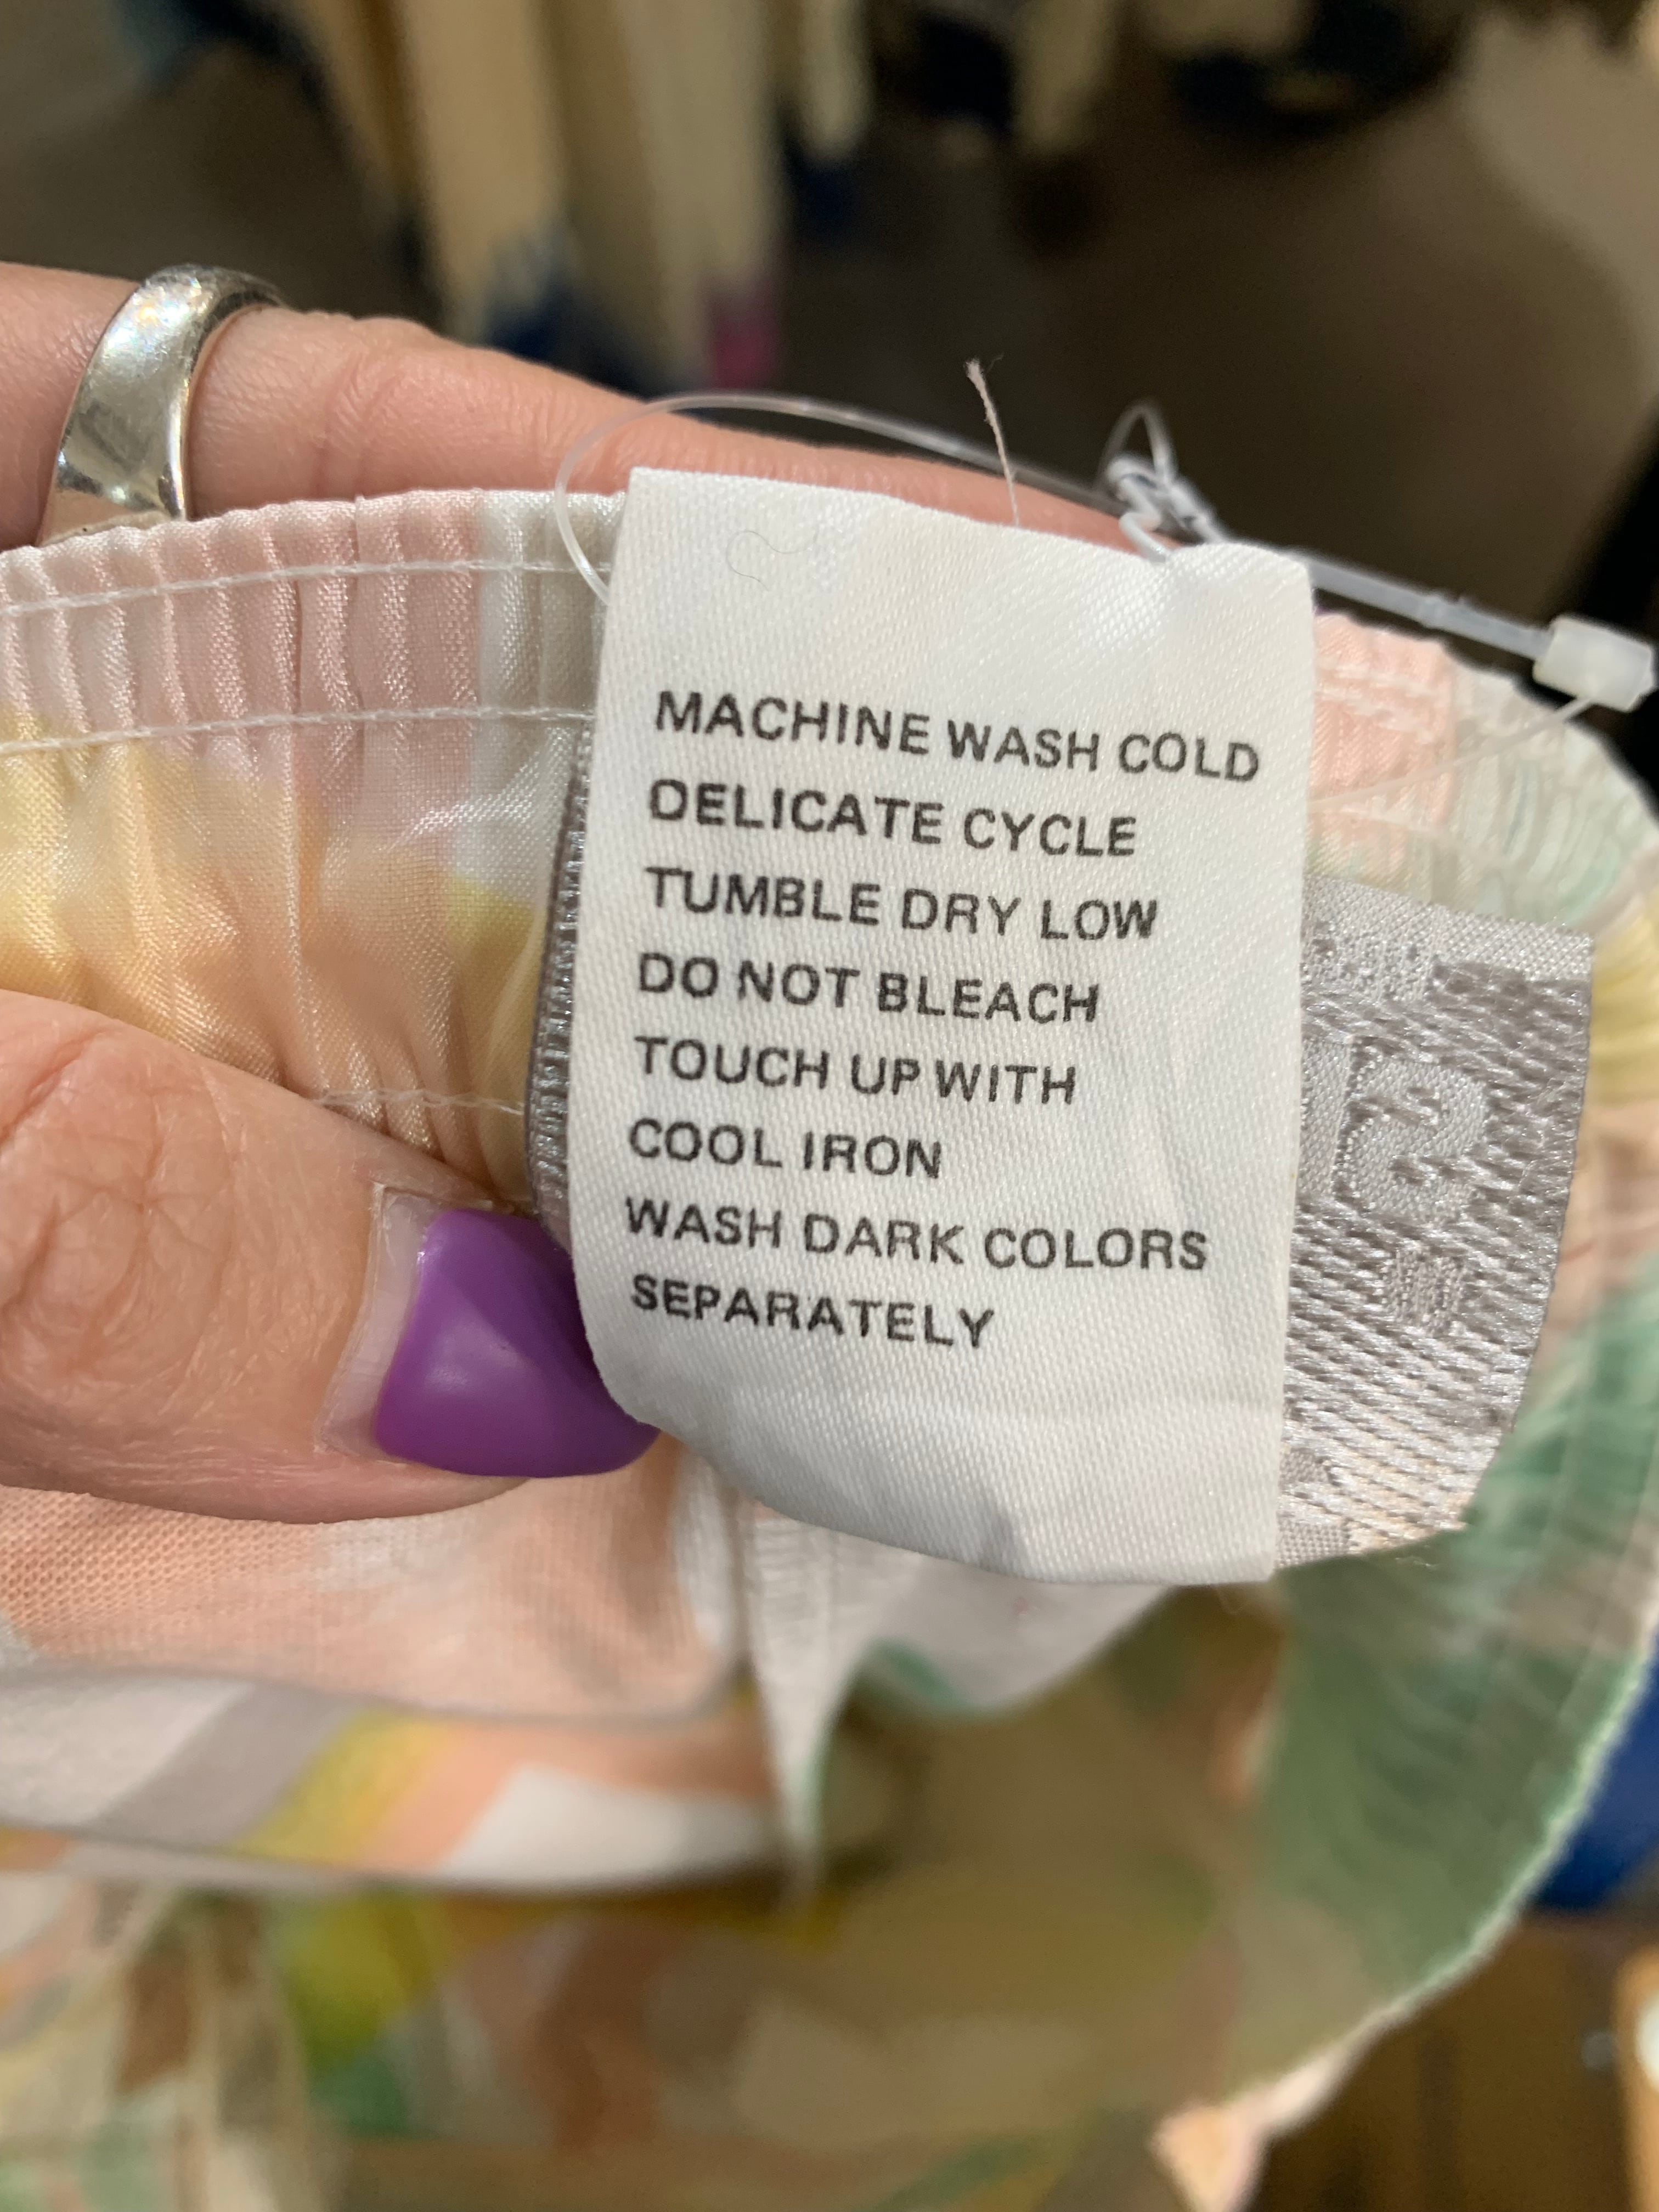 MACHINE WASH COLD
DELICATE CYCLE
TUMBLE DRY LOW
DO NOT BLEACH
TOUCH UP WITH
COOL IRON
WASH DARK COLORS
SEPARATELY